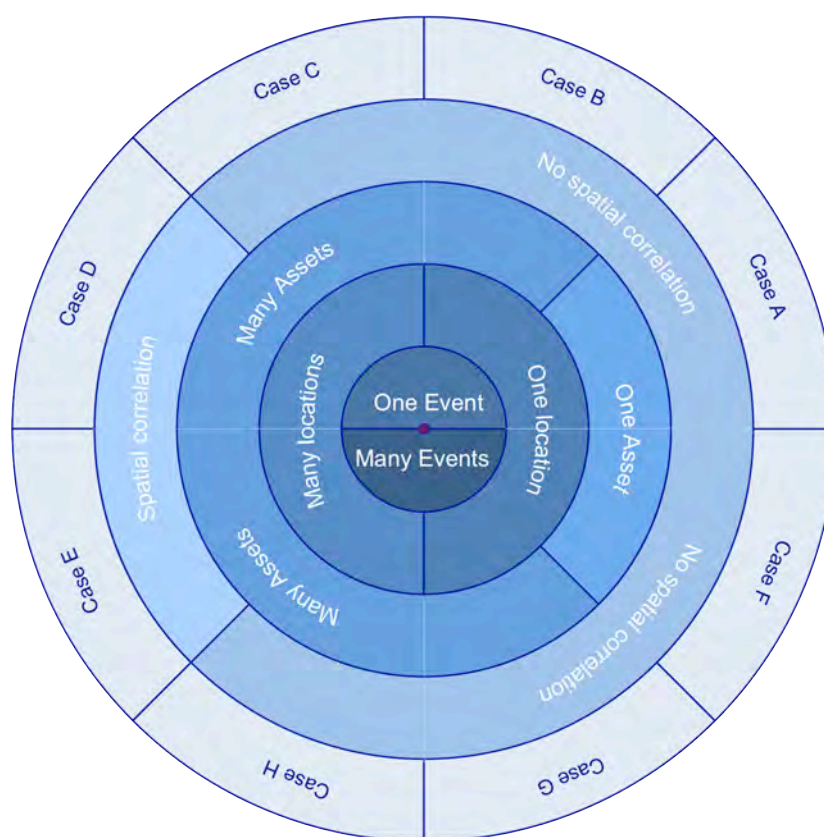 Case C
Case B
No spatial correlation
Case D
Many Assets
Case A
One Event
Many locations
One location
One Asset
Spatial correlation
Many Events
Case E
Many Assets
No spatial correlation
Case F
Case H
Case G